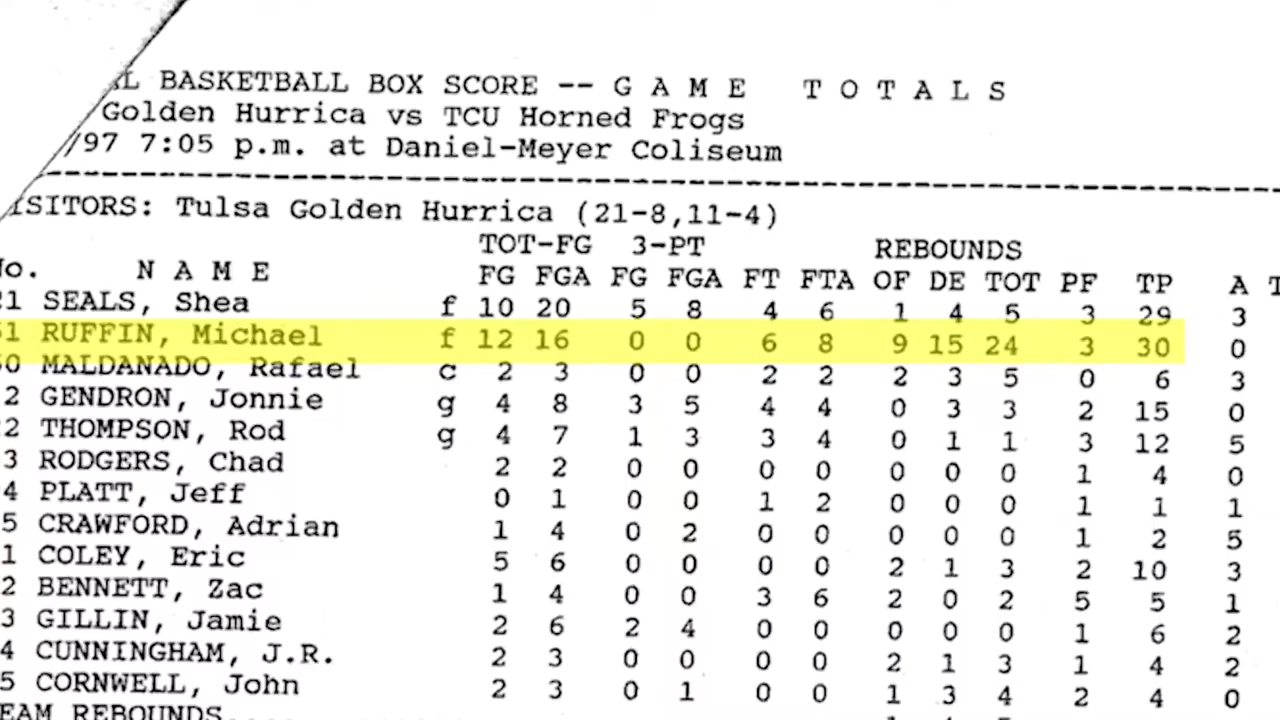 BASKETBALL BOX SCORE -- G A M E T O T A L S
Golden Hurrica vs TCU Horned Frogs
/97 7:05 p.m. at Daniel-Meyer Coliseum
ISITORS: Tulsa Golden Hurrica (21-8,11-4)
TOT-FG 3-PT REBOUNDS
No. N A M E FG FGA FG FGA FT FTA OF DE TOT PF TP A T
21 SEALS, Shea f 10 20 5 8 4 6 1 4 5 3 29 3
51 RUFFIN, Michael f 12 16 0 0 6 8 9 15 24 3 30 0
50 MALDANADO, Rafael c 2 3 0 0 2 2 2 3 5 0 6 3
2 GENDRON, Jonnie g 4 8 3 5 4 4 0 3 3 2 15 0
22 THOMPSON, Rod g 4 7 1 3 3 4 0 1 1 3 12 5
3 RODGERS, Chad 2 2 0 0 0 0 0 0 0 1 4 0
4 PLATT, Jeff 0 1 0 0 1 2 0 0 0 1 1 1
5 CRAWFORD, Adrian 1 4 0 2 0 0 0 0 0 1 2 5
1 COLEY, Eric 5 6 0 0 0 0 2 1 3 2 10 3
2 BENNETT, Zac 1 4 0 0 3 6 2 0 2 5 5 1
3 GILLIN, Jamie 2 6 2 4 0 0 0 0 0 1 6 2
4 CUNNINGHAM, J.R. 2 3 0 0 0 0 2 1 3 1 4 2
5 CORNWELL, John 2 3 0 1 0 0 1 3 4 2 4 0
EAM REBOUNDS....